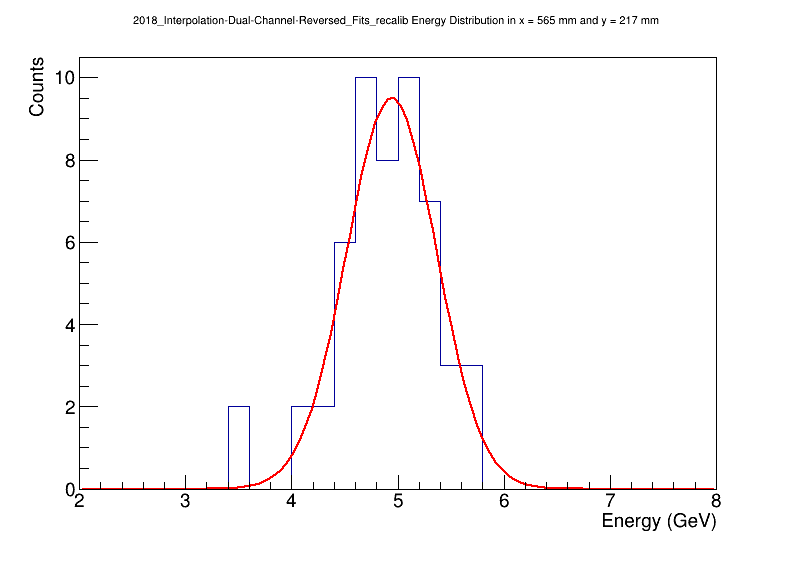 2018_Interpolation-Dual-Channel-Reversed_Fits_recalib Energy Distribution in x = 565 mm and y = 217 mm
Counts
10
8
6
4
2
0
2 3 4 5 6 7 8
Energy (GeV)